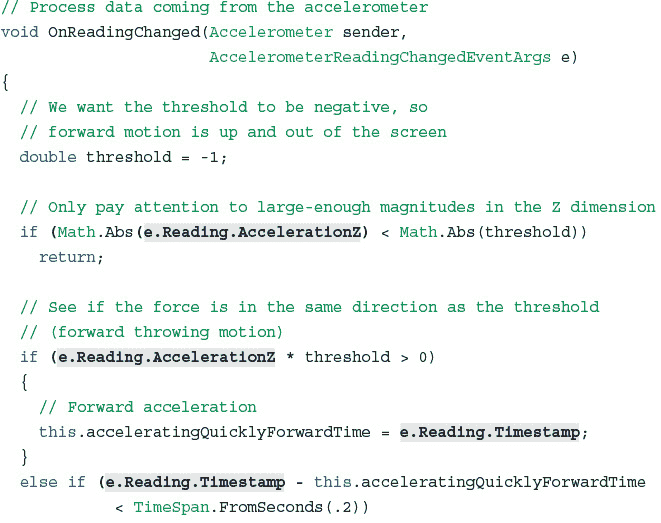 // Process data coming from the accelerometer
void OnReadingChanged(Accelerometer sender,
                      AccelerometerReadingChangedEventArgs e)
{
  // We want the threshold to be negative, so
  // forward motion is up and out of the screen
  double threshold = -1;

  // Only pay attention to large-enough magnitudes in the Z dimension
  if (Math.Abs(e.Reading.AccelerationZ) < Math.Abs(threshold))
    return;

  // See if the force is in the same direction as the threshold
  // (forward throwing motion)
  if (e.Reading.AccelerationZ * threshold > 0)
  {
    // Forward acceleration
    this.acceleratingQuicklyForwardTime = e.Reading.Timestamp;
  }
  else if (e.Reading.Timestamp - this.acceleratingQuicklyForwardTime
            < TimeSpan.FromSeconds(.2))